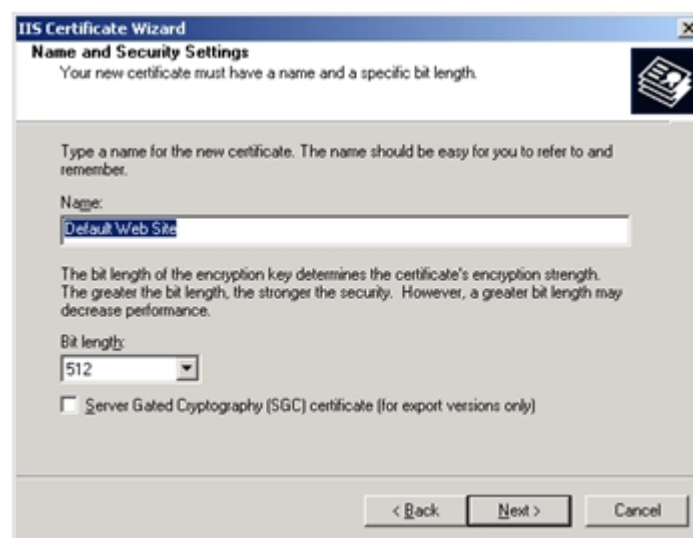 IIS Certificate Wizard
Name and Security Settings
Your new certificate must have a name and a specific bit length.
Type a name for the new certificate. The name should be easy for you to refer to and
remember.
Name:
Default Web Site
The bit length of the encryption key determines the certificate's encryption strength.
The greater the bit length, the stronger the security. However, a greater bit length may
decrease performance.
Bit length:
512
Server Gated Cryptography (SGC) certificate (for export versions only)
< Back
Next >
Cancel